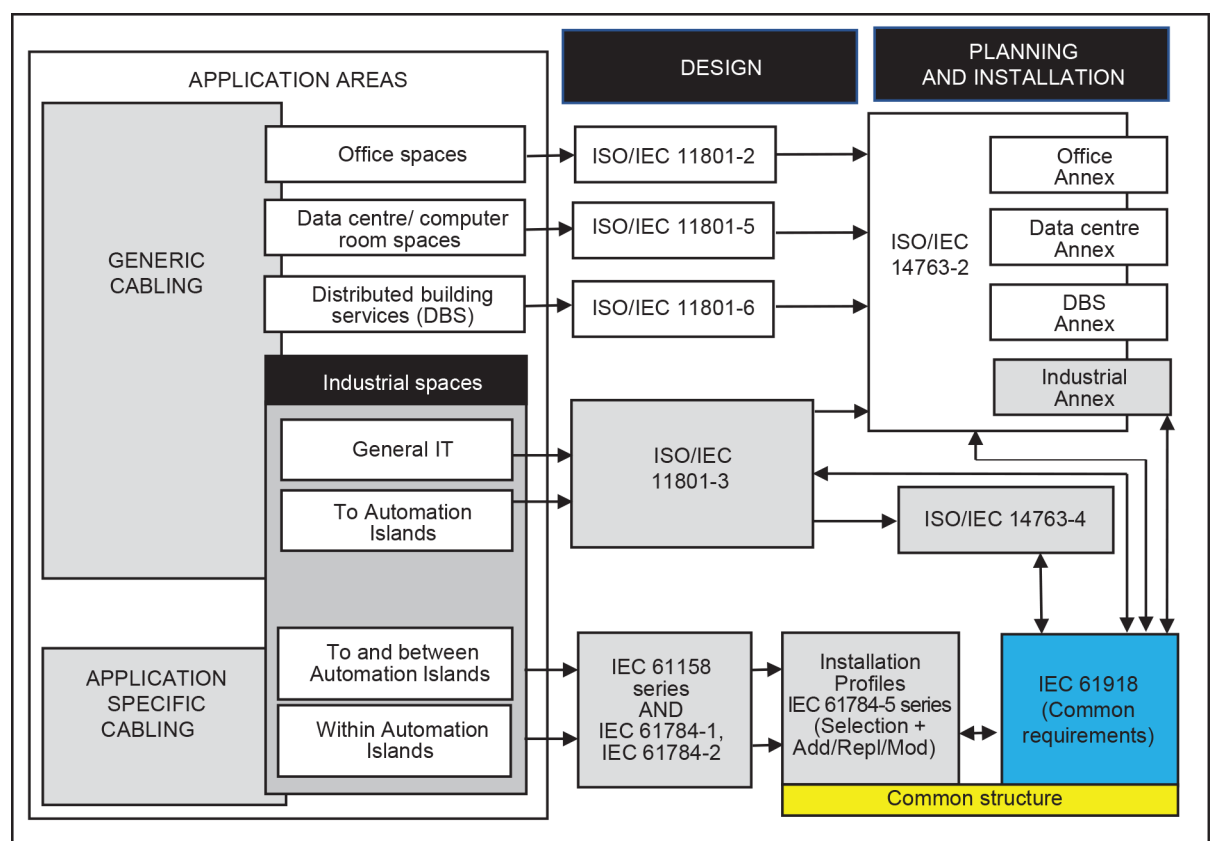 APPLICATION AREAS
DESIGN
PLANNING
AND INSTALLATION
GENERIC
CABLING
Office spaces
ISO/IEC 11801-2
Data centre/ computer
room spaces
ISO/IEC 11801-5
Distributed building
services (DBS)
ISO/IEC 11801-6
ISO/IEC
14763-2
Office
Annex
Data centre
Annex
DBS
Annex
Industrial
Annex
Industrial spaces
General IT
To Automation
Islands
ISO/IEC
11801-3
ISO/IEC 14763-4
APPLICATION
SPECIFIC
CABLING
To and between
Automation Islands
Within Automation
Islands
IEC 61158
series
AND
IEC 61784-1,
IEC 61784-2
Installation
Profiles
IEC 61784-5 series
(Selection +
Add/Repl/Mod)
IEC 61918
(Common
requirements)
Common structure